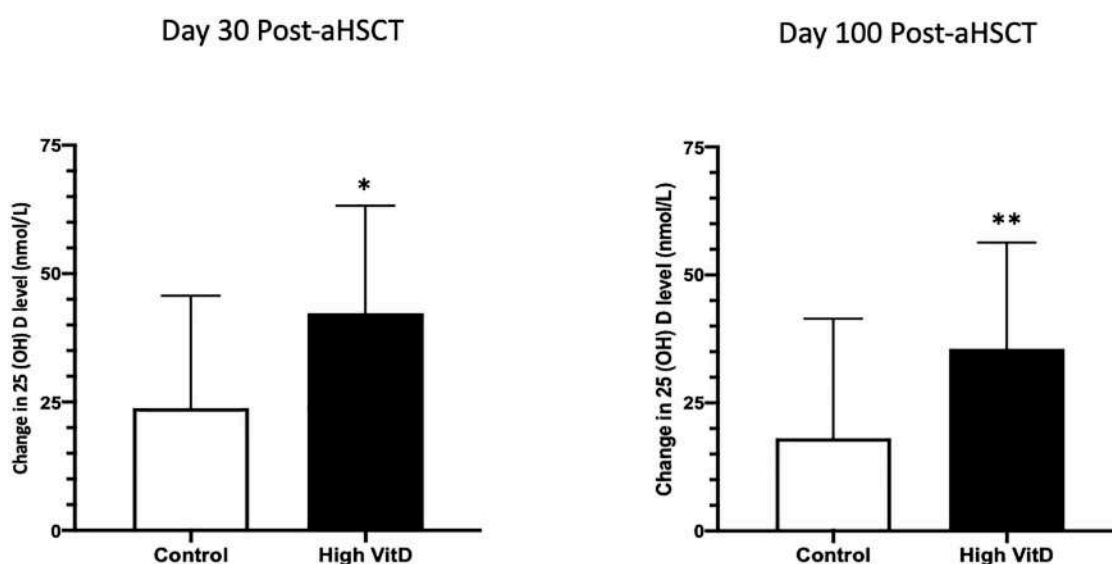 Day 30 Post-aHSCT
Day 100 Post-aHSCT
Change in 25 (OH) D level (nmol/L)
75
50
25
0
*
Control
High VitD
Change in 25 (OH) D level (nmol/L)
75
50
25
0
**
Control
High VitD